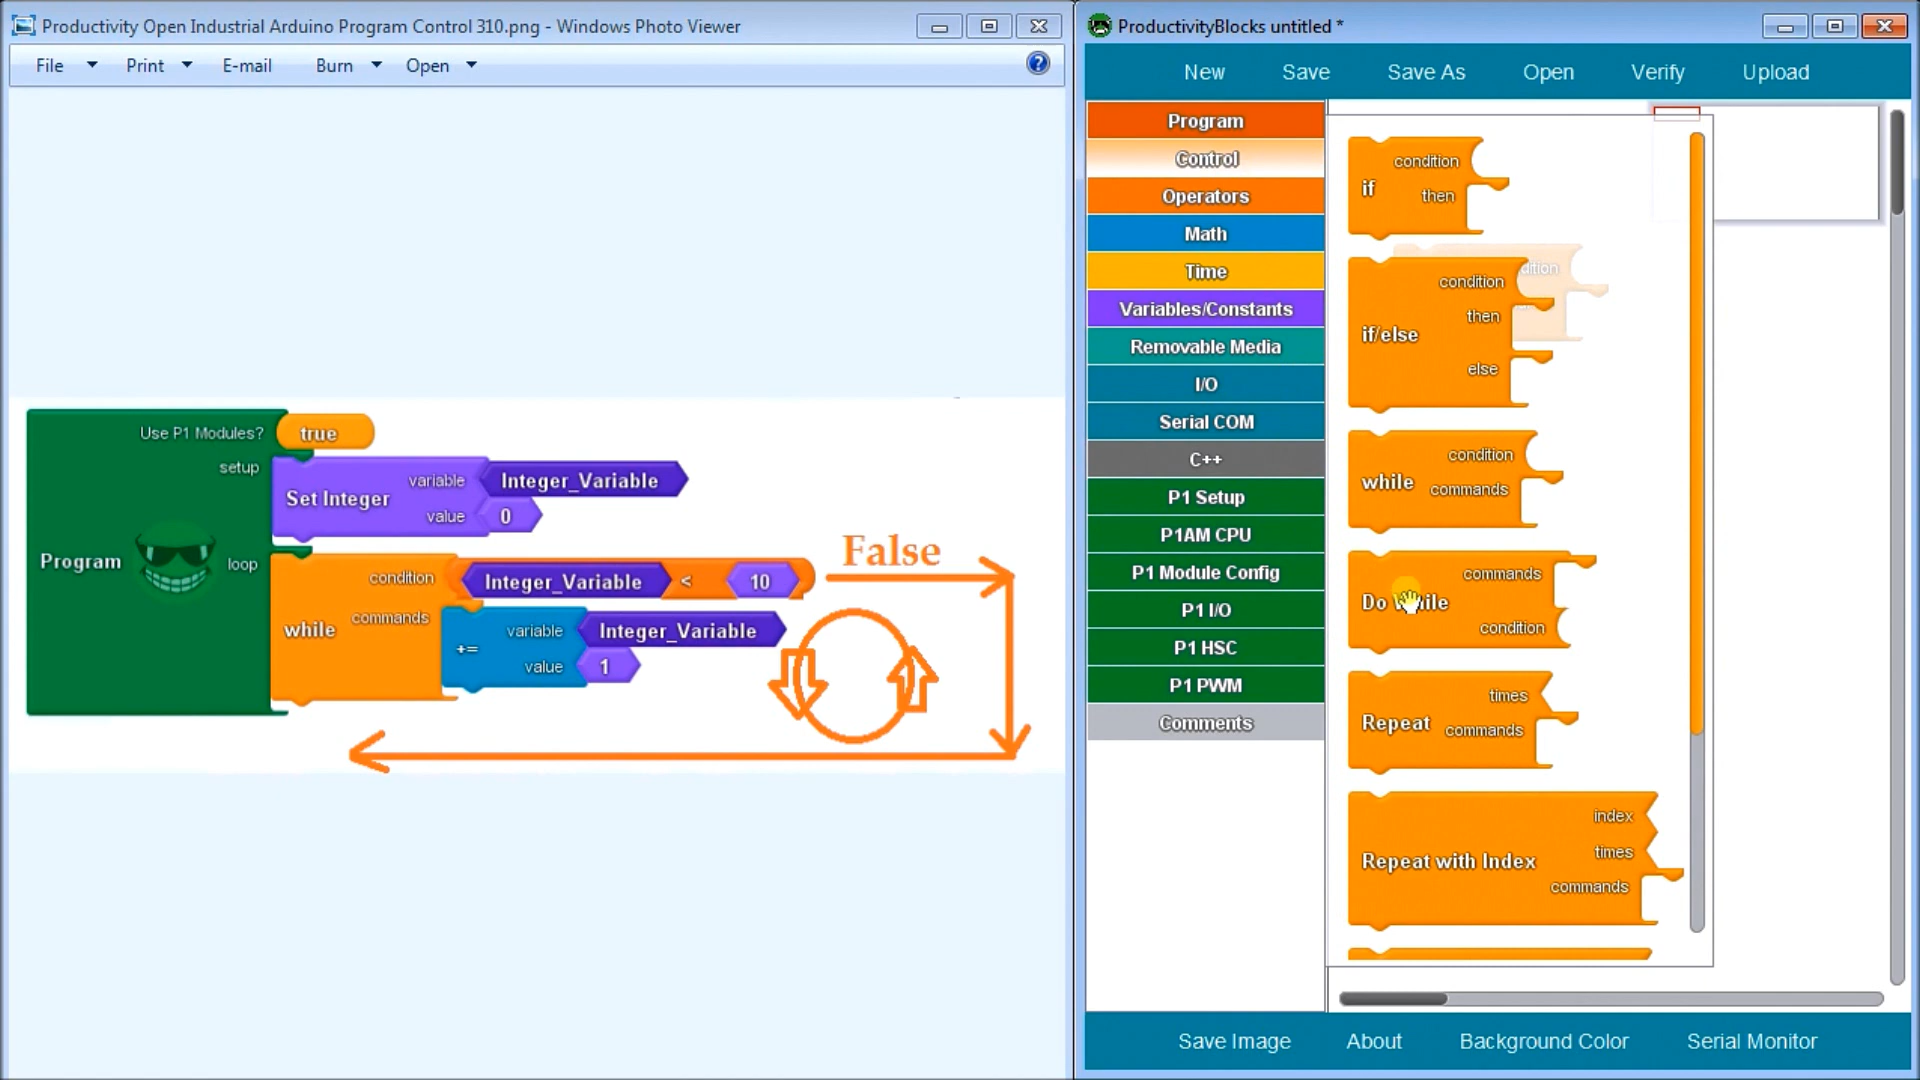 Productivity Open Industrial Arduino Program Control 310.png - Windows Photo Viewer
File Print E-mail Burn Open
Use P1 Modules? true
setup
Set Integer variable Integer_Variable
value 0
Program loop
while condition Integer_Variable < 10
commands += variable Integer_Variable
value 1
False
ProductivityBlocks untitled *
New Save Save As Open Verify Upload
Program
Control
Operators
Math
Time
Variables/Constants
Removable Media
I/O
Serial COM
C++
P1 Setup
P1AM CPU
P1 Module Config
P1 I/O
P1 HSC
P1 PWM
Comments
if condition
then
if/else condition
then
else
while condition
commands
Do While commands
condition
Repeat times
commands
Repeat with Index index
times
commands
Save Image About Background Color Serial Monitor